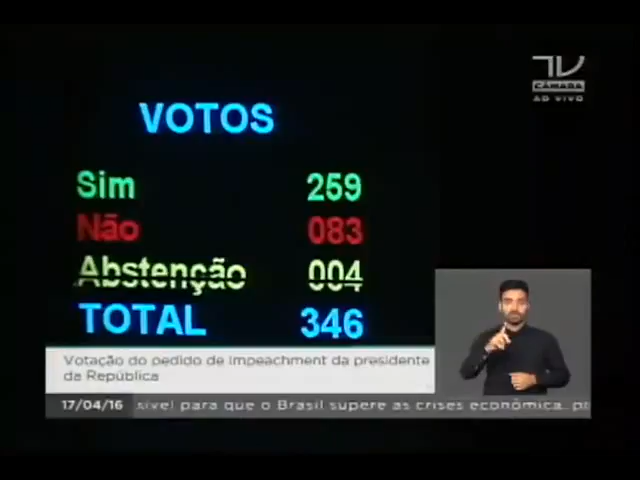 TV
CÂMARA
AO VIVO
VOTOS
Sim 259
Não 083
Abstenção 004
TOTAL 346
Votação do pedido de impeachment da presidente
da República
17/04/16 sível para que o Brasil supere as crises econômica, p